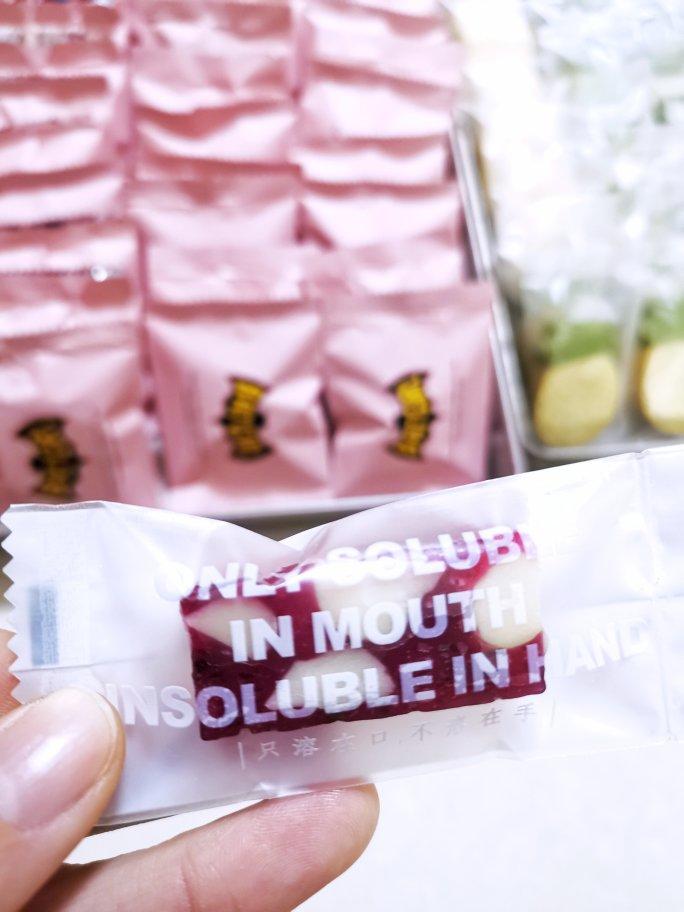 ONLY SOLUBLE
IN MOUTH
INSOLUBLE IN HAND
只溶在口,不溶在手